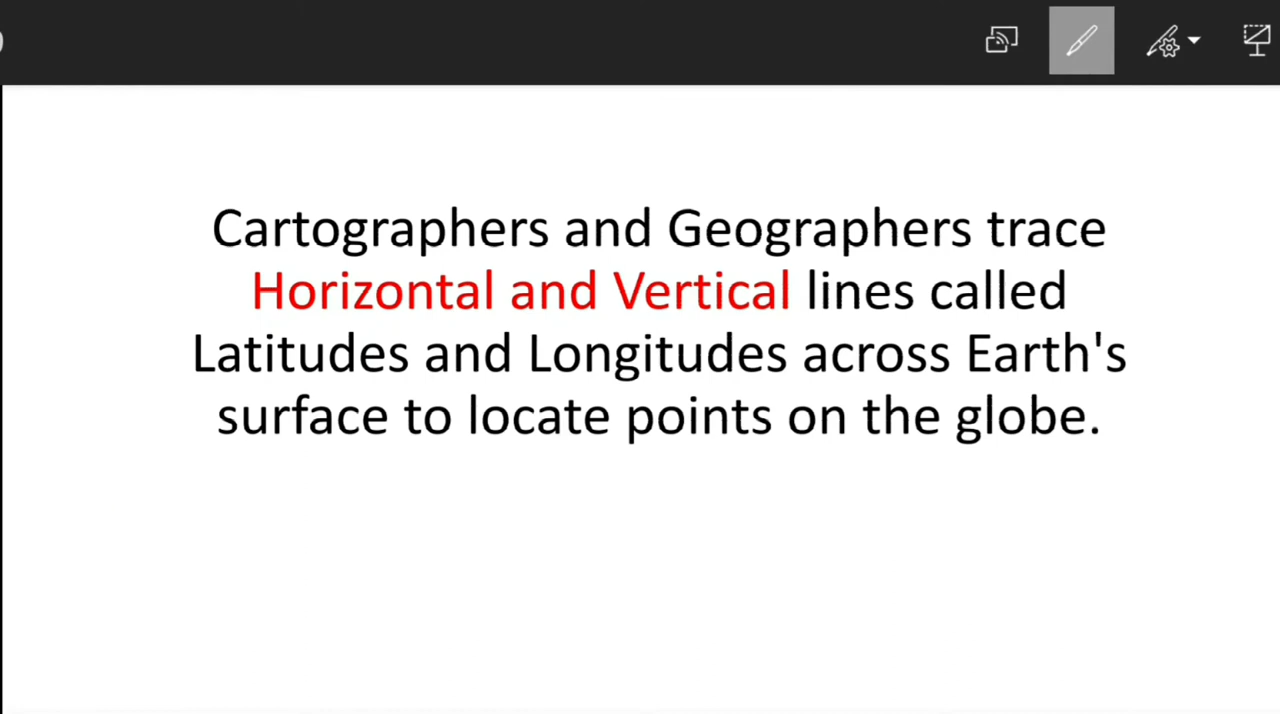 Cartographers and Geographers trace
Horizontal and Vertical lines called
Latitudes and Longitudes across Earth's
surface to locate points on the globe.